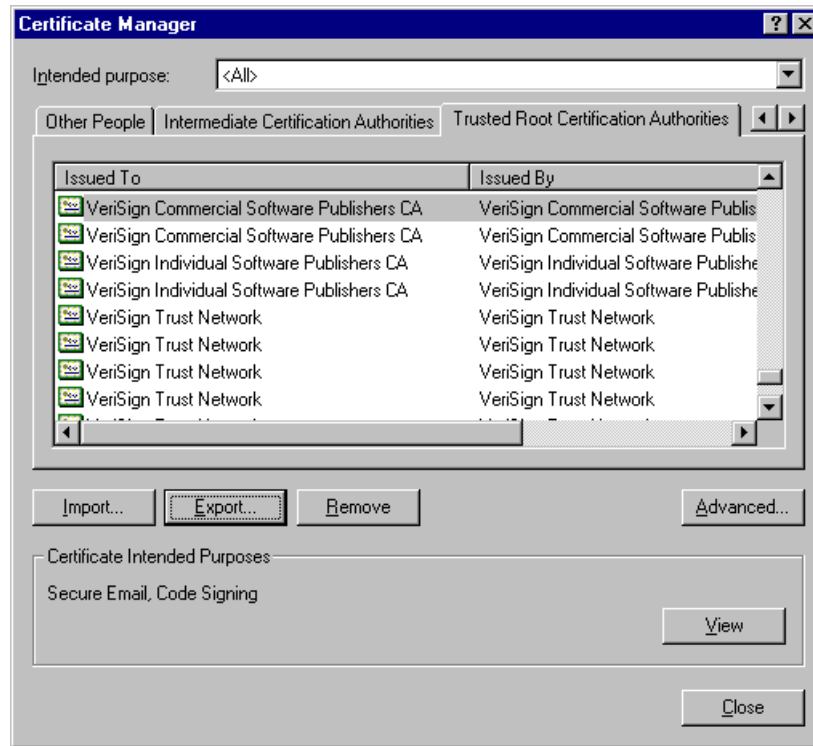 Certificate Manager
Intended purpose: <All>
Other People Intermediate Certification Authorities Trusted Root Certification Authorities
Issued To Issued By
VeriSign Commercial Software Publishers CA VeriSign Commercial Software Publis
VeriSign Commercial Software Publishers CA VeriSign Commercial Software Publis
VeriSign Individual Software Publishers CA VeriSign Individual Software Publishe
VeriSign Individual Software Publishers CA VeriSign Individual Software Publishe
VeriSign Trust Network VeriSign Trust Network
VeriSign Trust Network VeriSign Trust Network
VeriSign Trust Network VeriSign Trust Network
VeriSign Trust Network VeriSign Trust Network
Import... Export... Remove Advanced...
Certificate Intended Purposes
Secure Email, Code Signing
View
Close